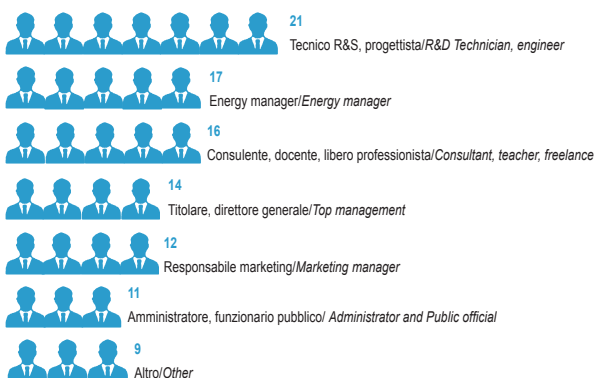 21
Tecnico R&S, progettista/R&D Technician, engineer
17
Energy manager/Energy manager
16
Consulente, docente, libero professionista/Consultant, teacher, freelance
14
Titolare, direttore generale/Top management
12
Responsabile marketing/Marketing manager
11
Amministratore, funzionario pubblico/ Administrator and Public official
9
Altro/Other